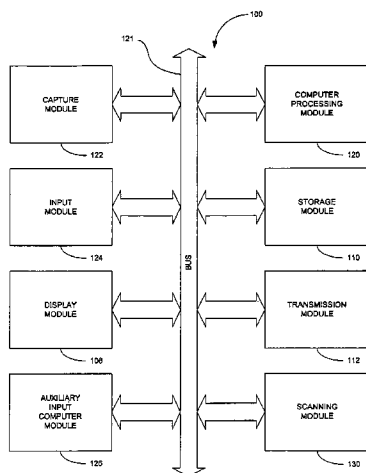 100
121
CAPTURE
MODULE
122
COMPUTER
PROCESSING
MODULE
120
INPUT
MODULE
124
STORAGE
MODULE
110
BUS
DISPLAY
MODULE
106
TRANSMISSION
MODULE
112
AUXILIARY
INPUT
COMPUTER
MODULE
126
SCANNING
MODULE
130